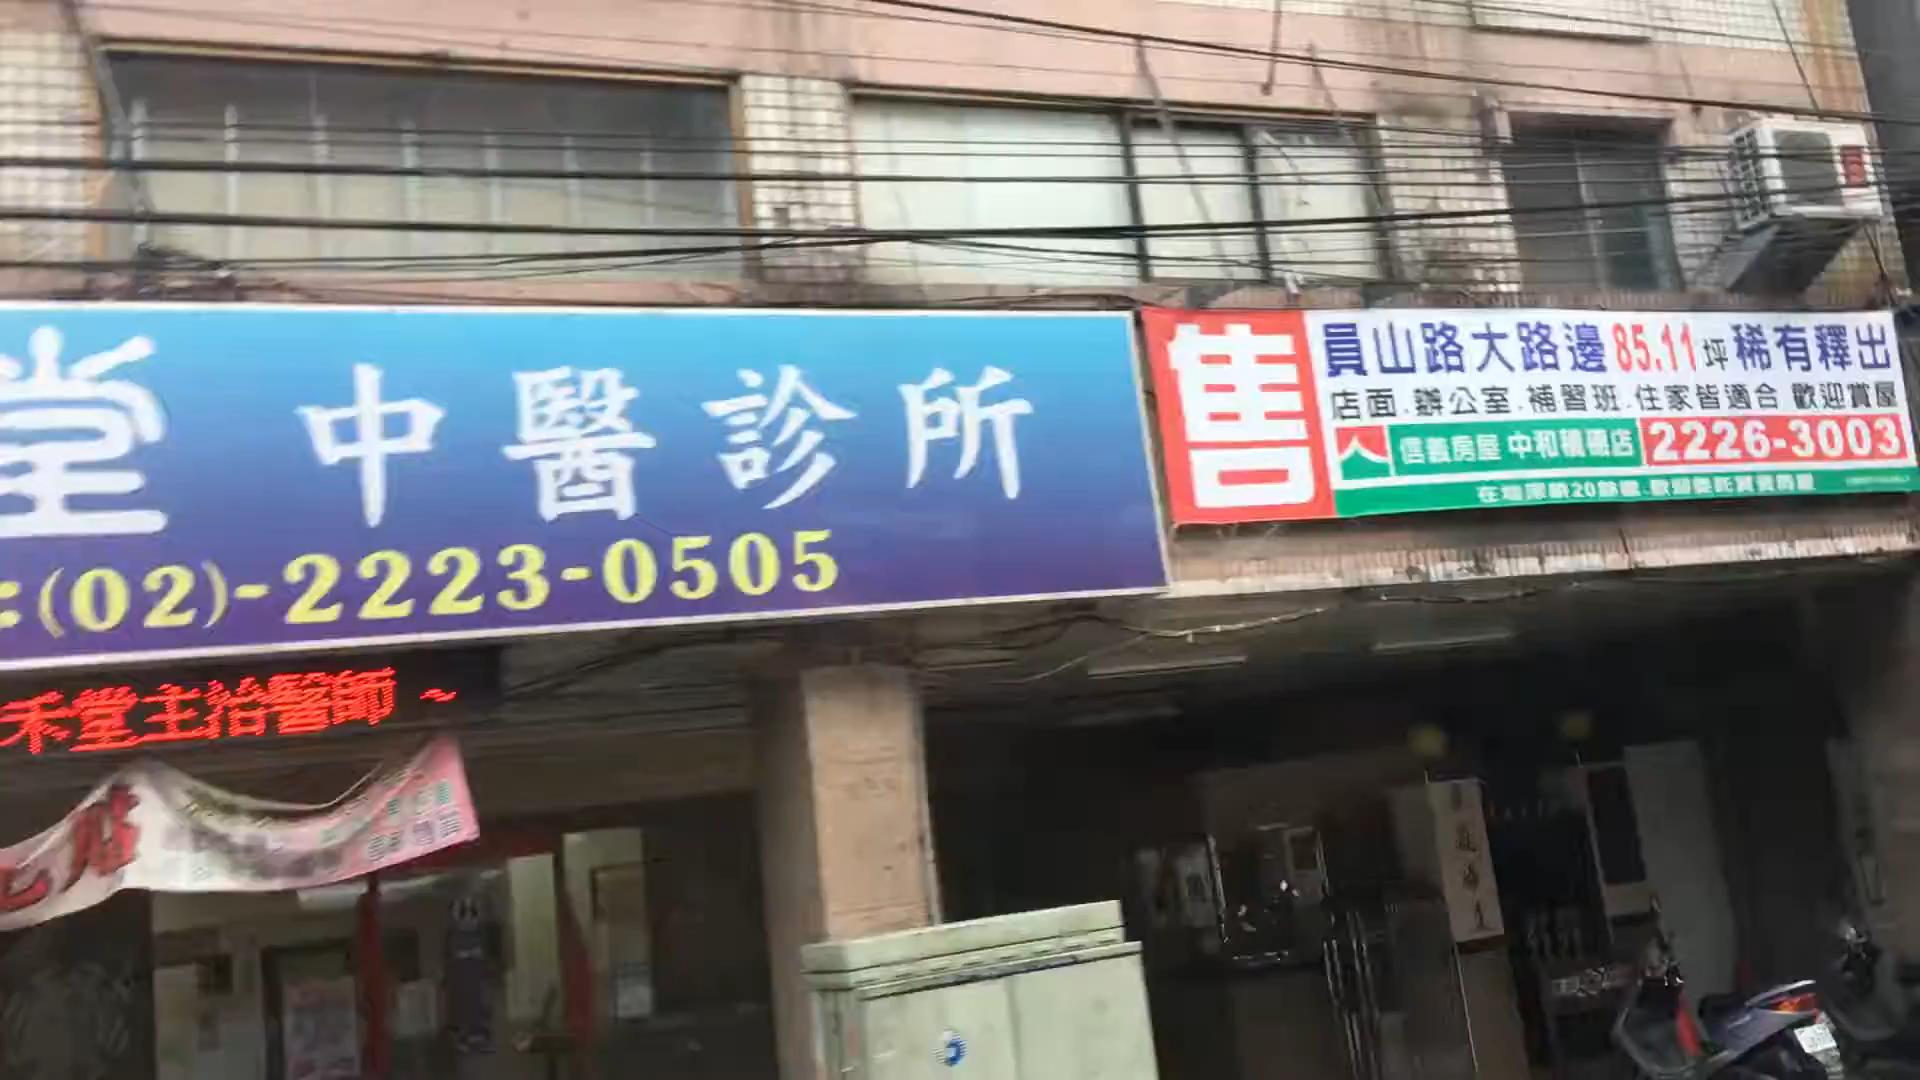 堂 中醫診所
:(02)-2223-0505
禾堂主治醫師 ~
貼
售
員山路大路邊 85.11坪 稀有釋出
店面.辦公室.補習班.住家皆適合 歡迎賞屋
信義房屋 中和積穗店 2226-3003